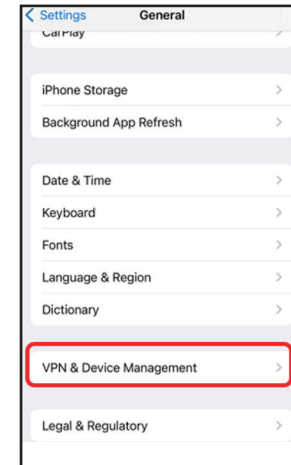 Settings
General
CarPlay
iPhone Storage
Background App Refresh
Date & Time
Keyboard
Fonts
Language & Region
Dictionary
VPN & Device Management
Legal & Regulatory